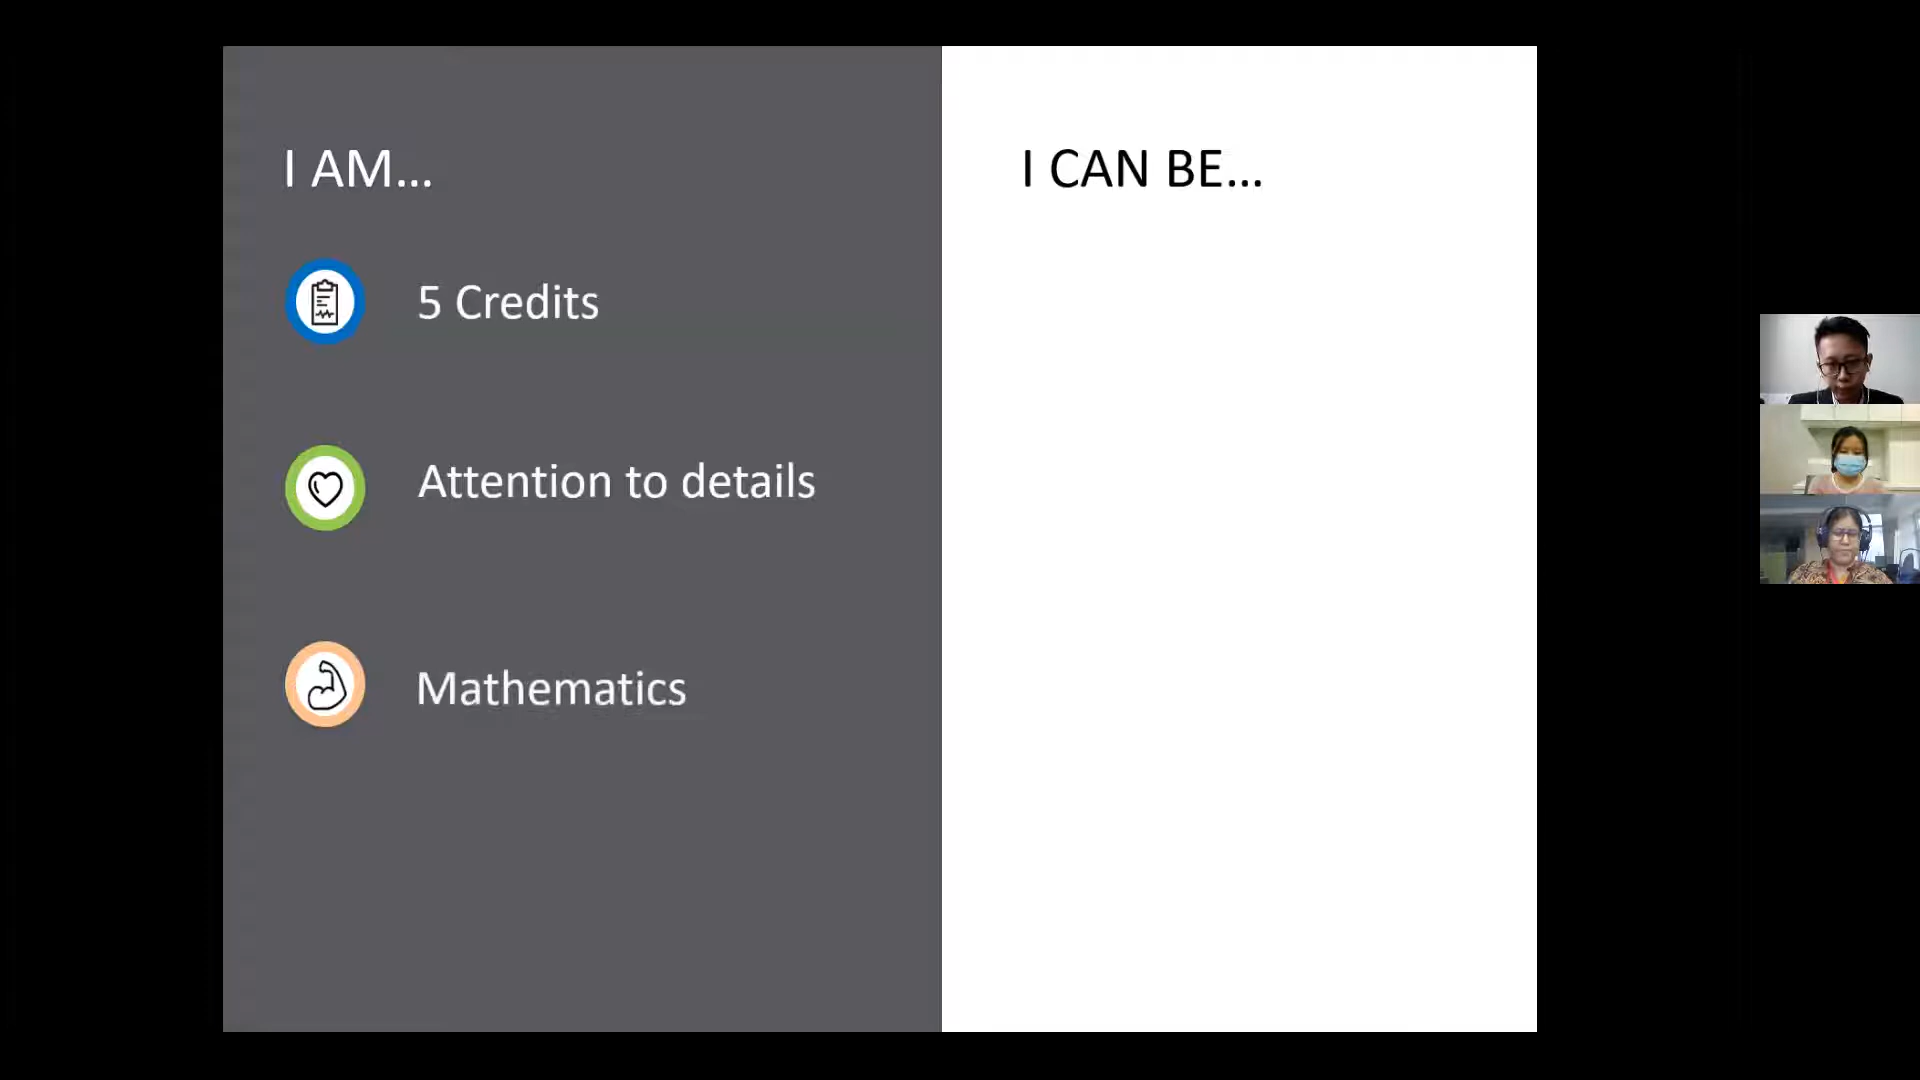 I AM...
5 Credits
Attention to details
Mathematics
I CAN BE...